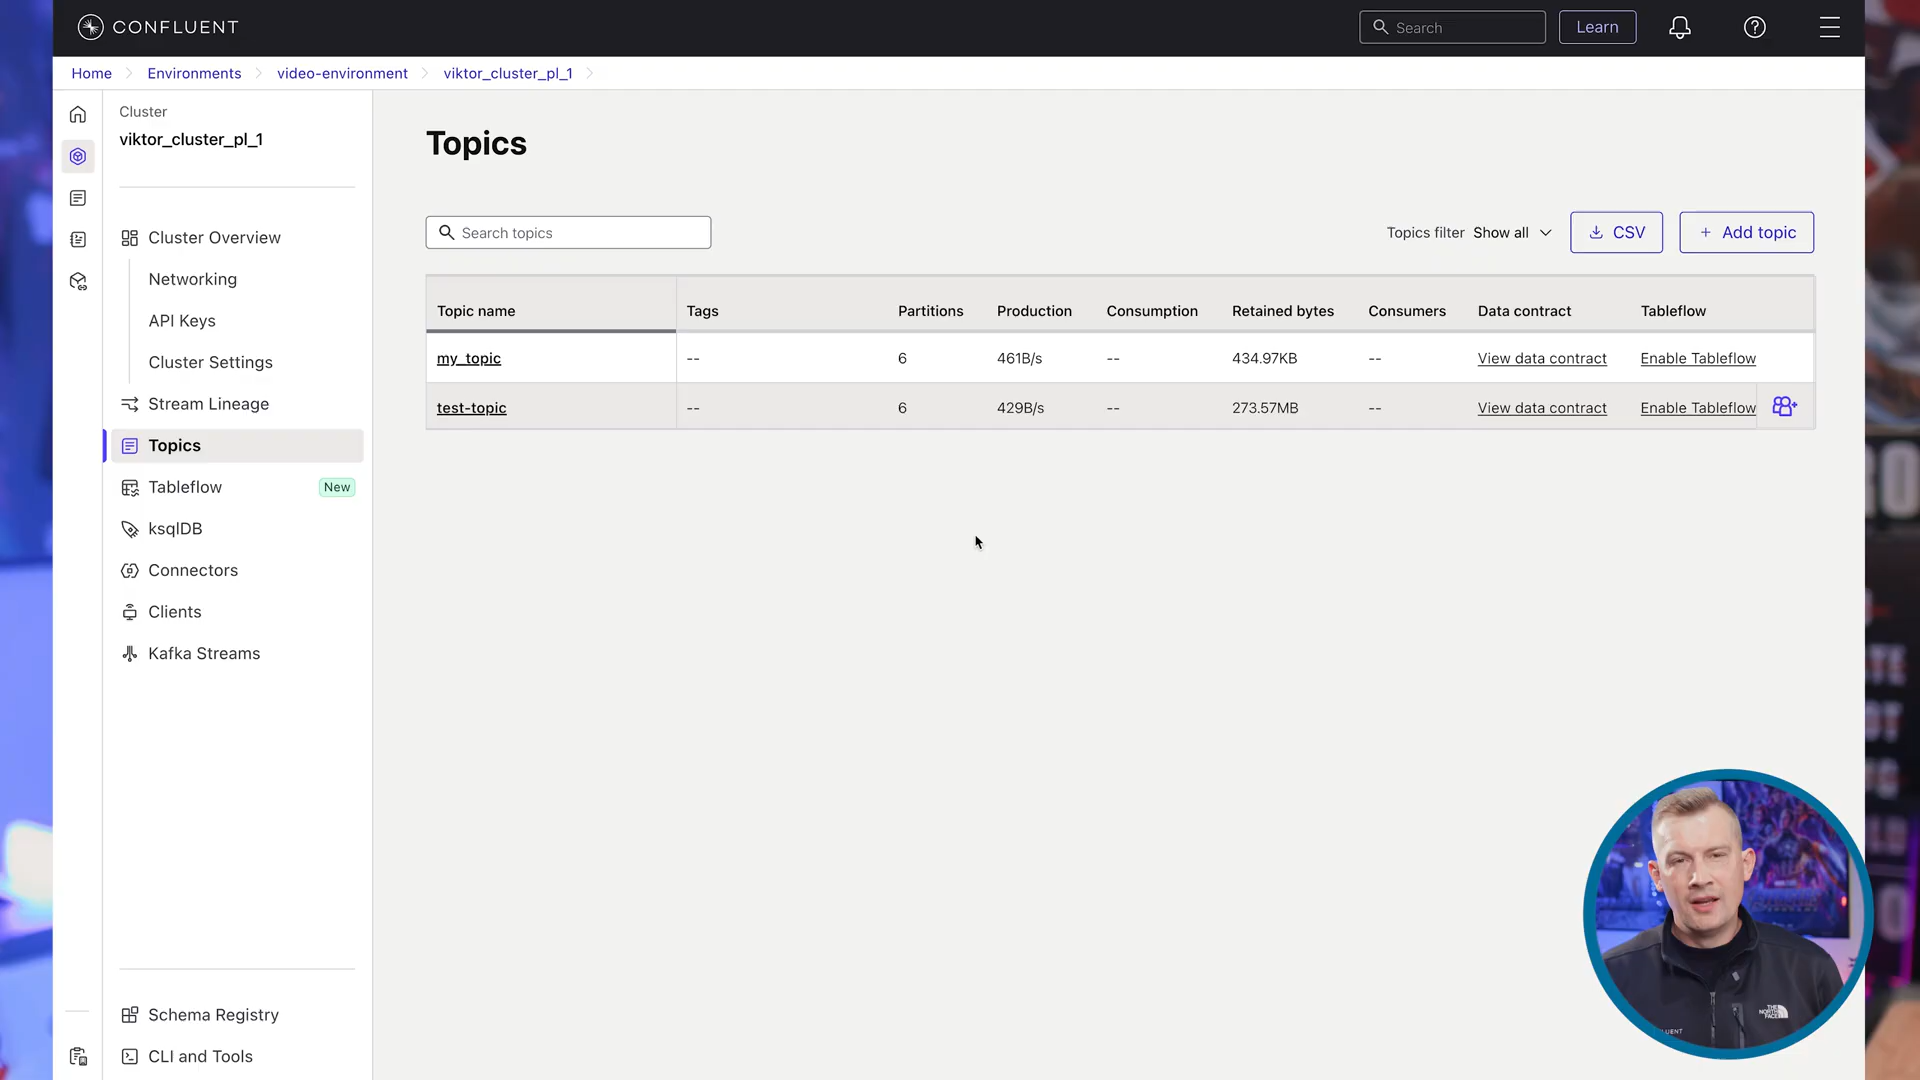 CONFLUENT
Search
Learn
Home
Environments
video-environment
viktor_cluster_pl_1
Cluster
viktor_cluster_pl_1
Cluster Overview
Networking
API Keys
Cluster Settings
Stream Lineage
Topics
Tableflow New
ksqlDB
Connectors
Clients
Kafka Streams
Schema Registry
CLI and Tools
Topics
Search topics
Topics filter Show all
CSV
+ Add topic
Topic name Tags Partitions Production Consumption Retained bytes Consumers Data contract Tableflow
my_topic -- 6 461B/s -- 434.97KB -- View data contract Enable Tableflow
test-topic -- 6 429B/s -- 273.57MB -- View data contract Enable Tableflow
THE
NORTH
FACE